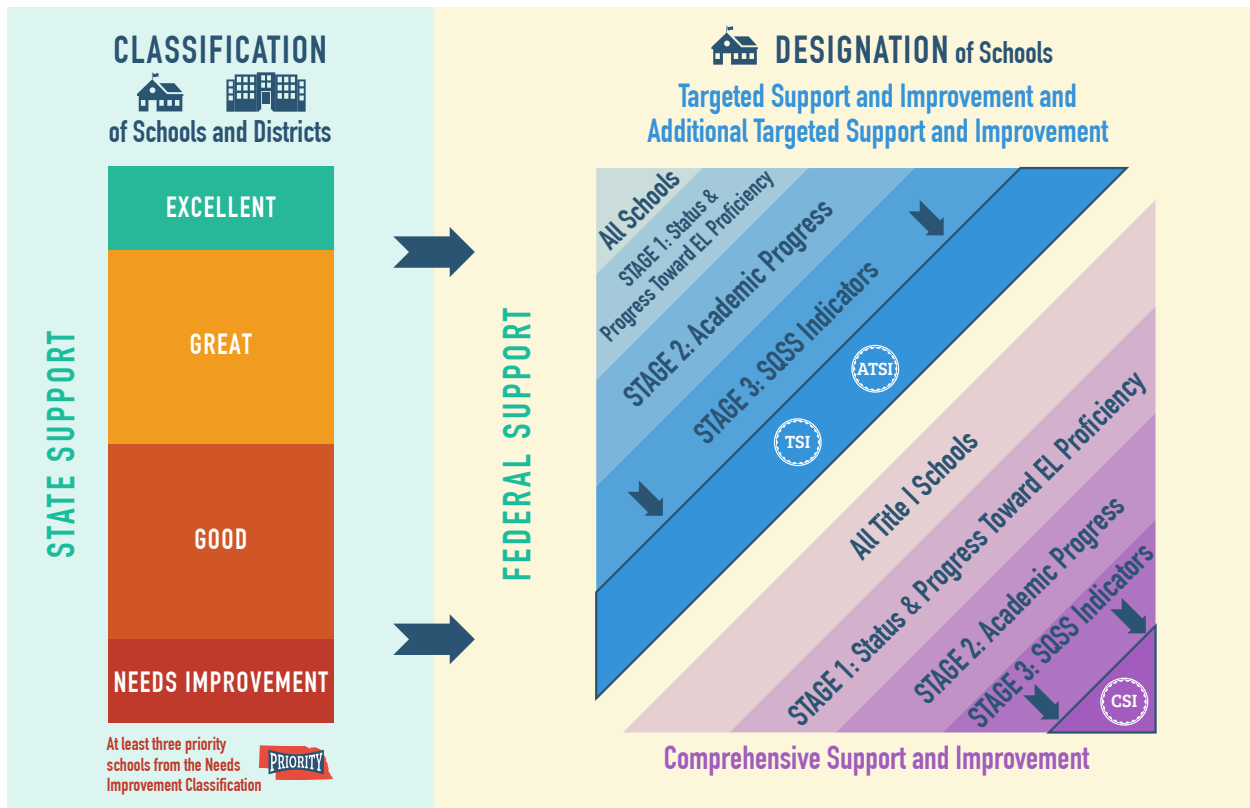 CLASSIFICATION
of Schools and Districts
STATE SUPPORT
EXCELLENT
GREAT
GOOD
NEEDS IMPROVEMENT
At least three priority
schools from the Needs
Improvement Classification
PRIORITY
DESIGNATION of Schools
Targeted Support and Improvement and
Additional Targeted Support and Improvement
FEDERAL SUPPORT
All Schools
STAGE 1: Status &
Progress Toward EL Proficiency
STAGE 2: Academic Progress
STAGE 3: SQSS Indicators
ATSI
TSI
All Title I Schools
STAGE 1: Status & Progress Toward EL Proficiency
STAGE 2: Academic Progress
STAGE 3: SQSS Indicators
CSI
Comprehensive Support and Improvement